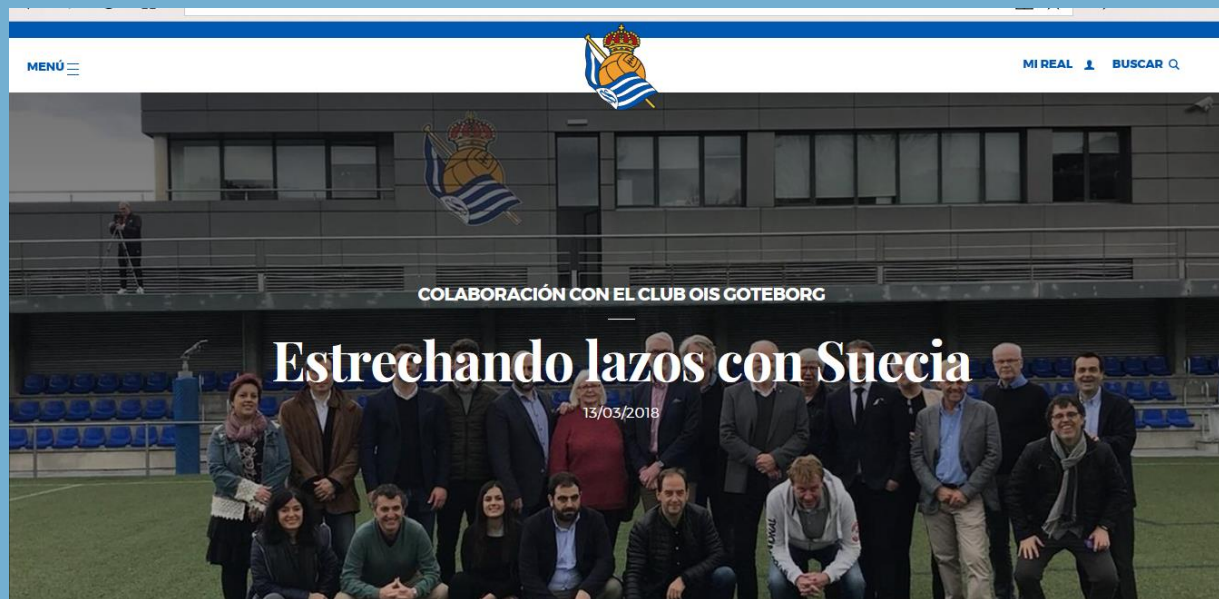 MENÚ
MI REAL BUSCAR
COLABORACIÓN CON EL CLUB OIS GOTEBORG
Estrechando lazos con Suecia
13/03/2018